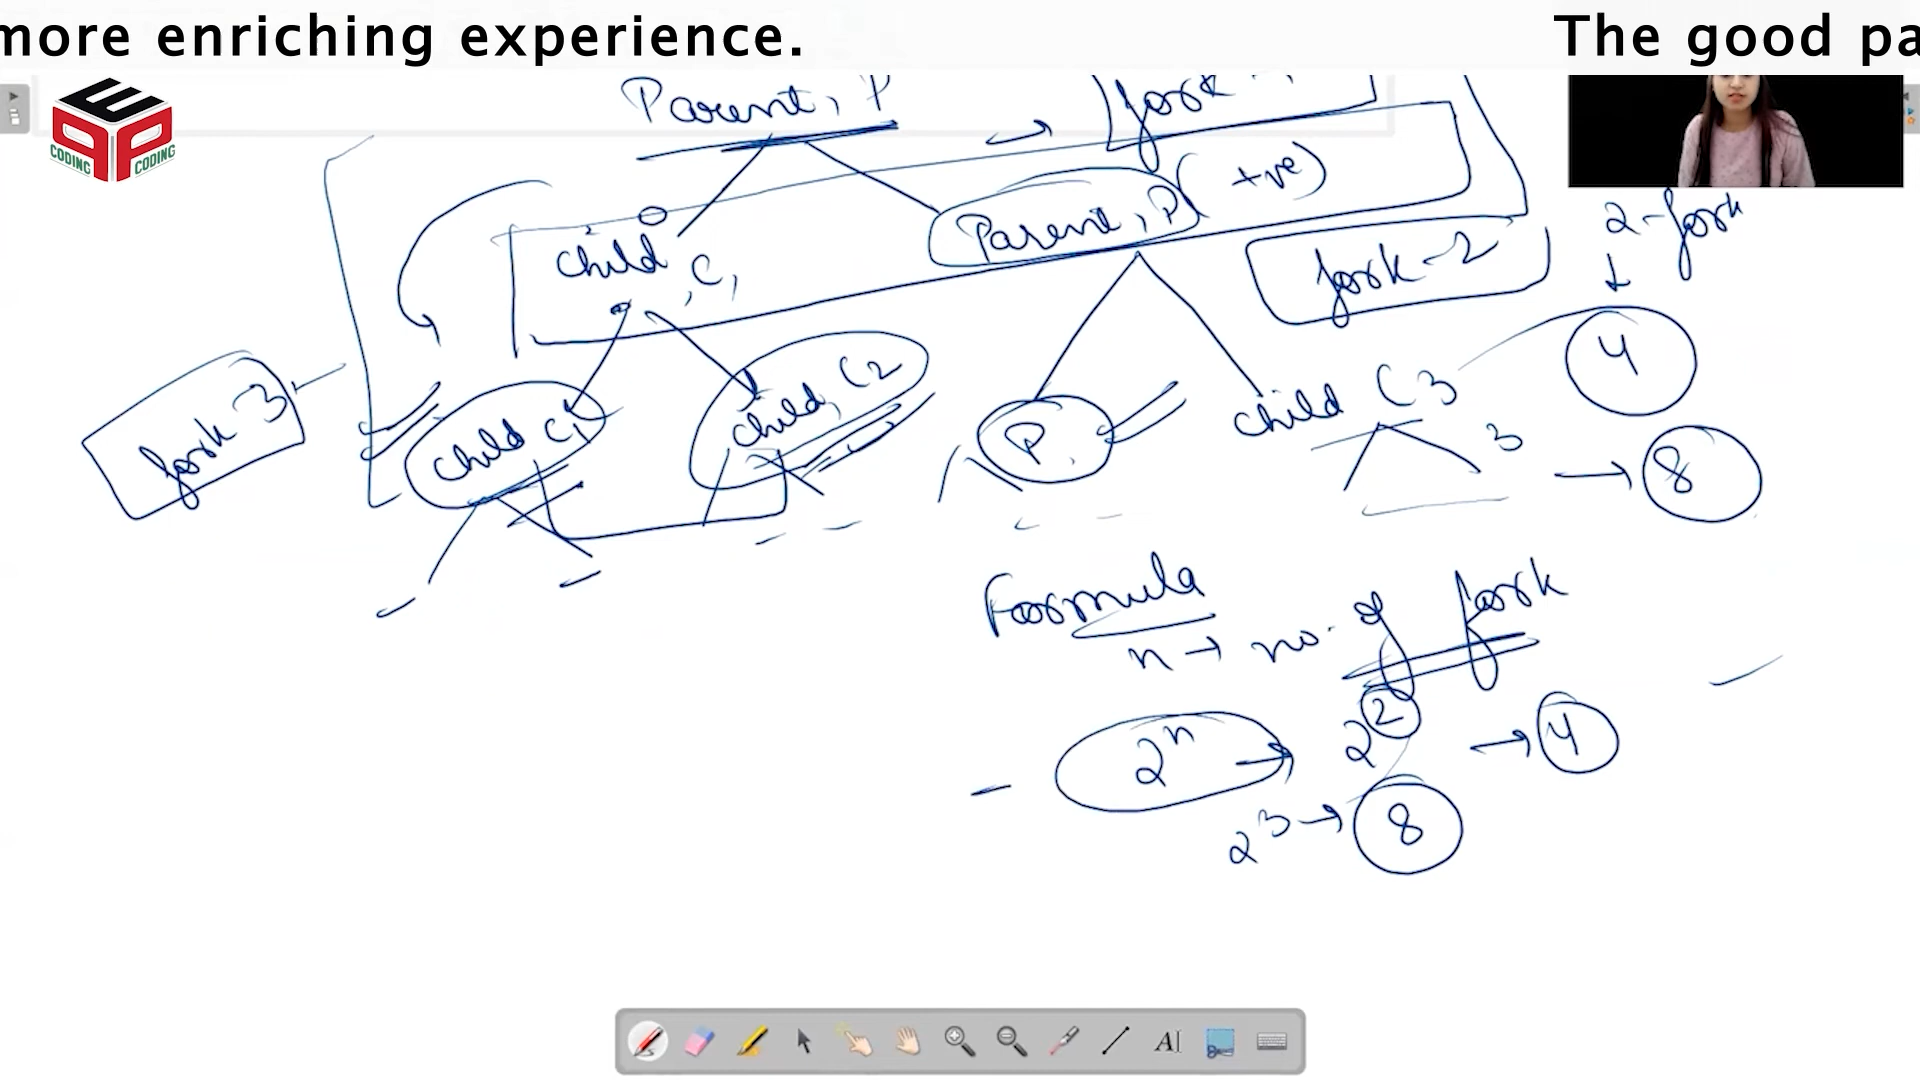 more enriching experience.
The good pa
CODING
CODING
Parent, P
→ fork - 1
Parent, P (+ve)
2-fork
0
child, C1
fork-2
↓
4
child C2
fork 3
child C1
P
child C3
3 → 8
Formula
n → no. of fork
2^n → 2^2 → 4
2^3 → 8